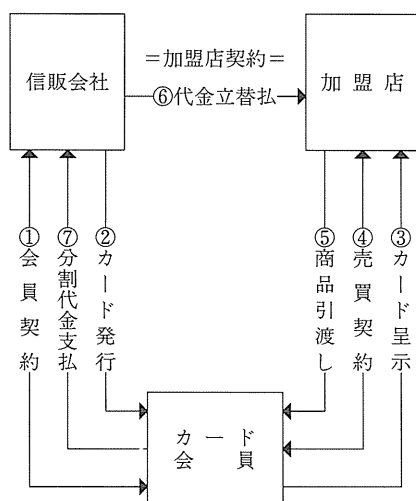 ＝加盟店契約＝
信販会社
加盟店
⑥代金立替払
①会員契約
⑦分割代金支払
②カード発行
⑤商品引渡し
④売買契約
③カード呈示
カード
会員